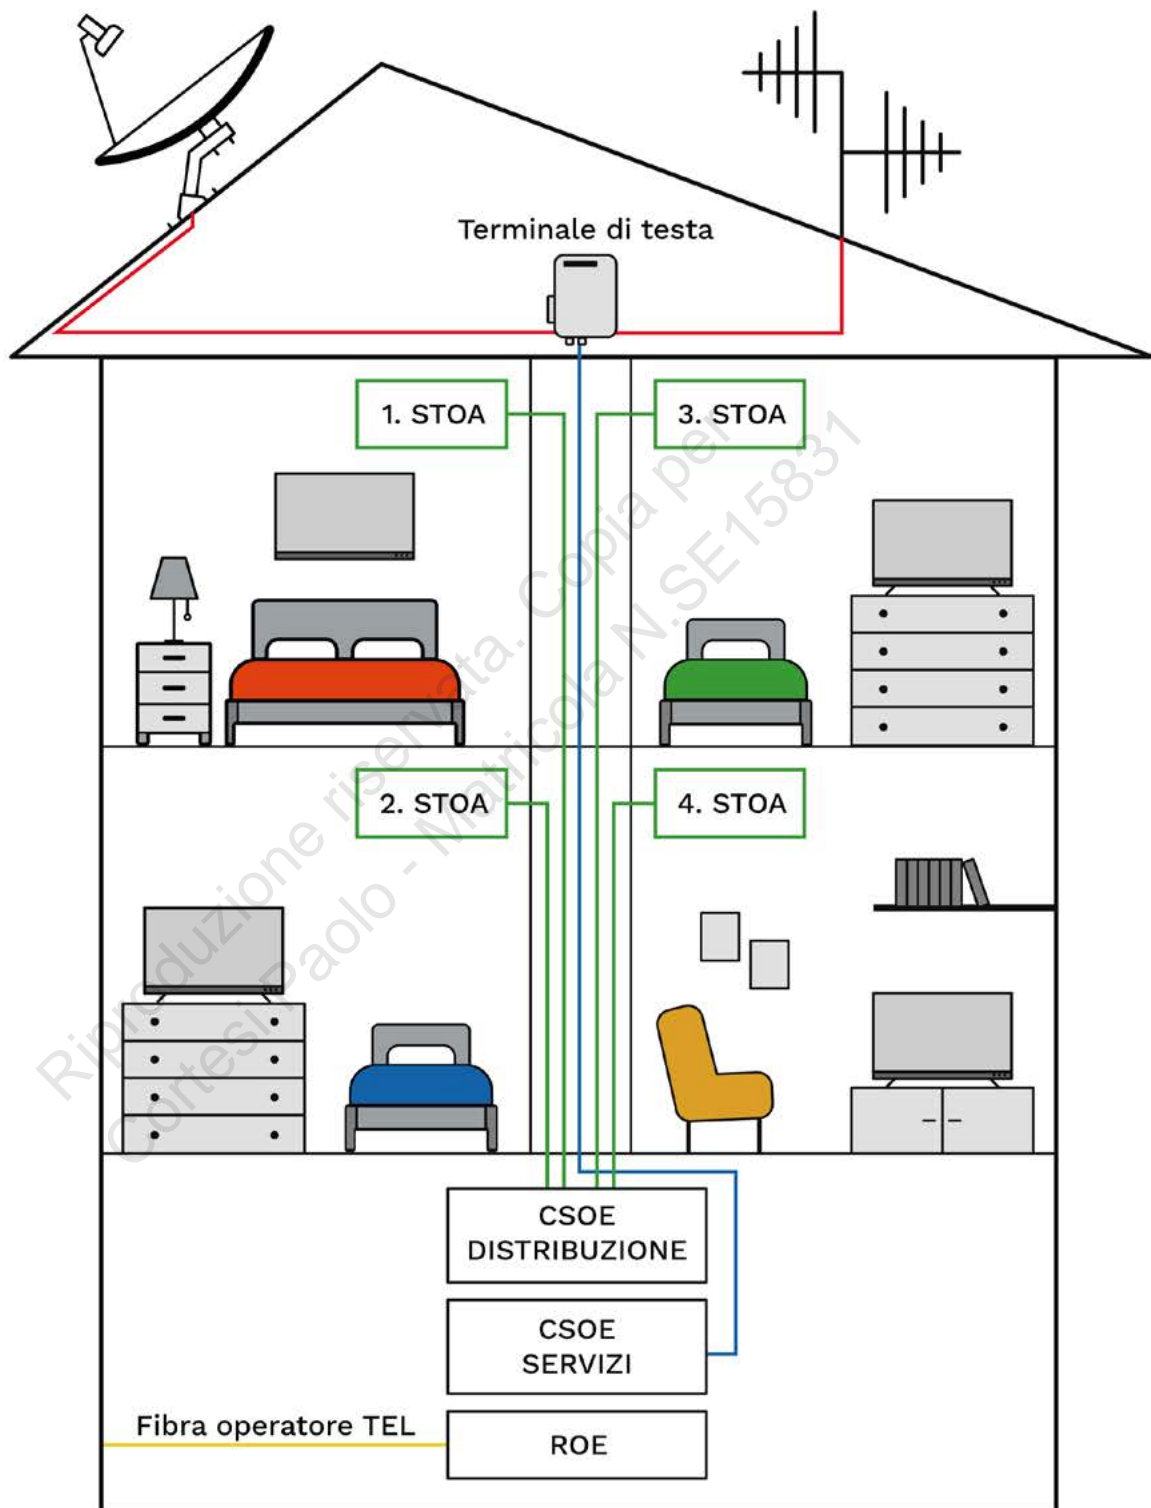 Terminale di testa
1. STOA
3. STOA
2. STOA
4. STOA
Riproduzione riservata. Copia per
Cortesi Paolo - Matricola N.SE15831
CSOE
DISTRIBUZIONE
CSOE
SERVIZI
Fibra operatore TEL
ROE